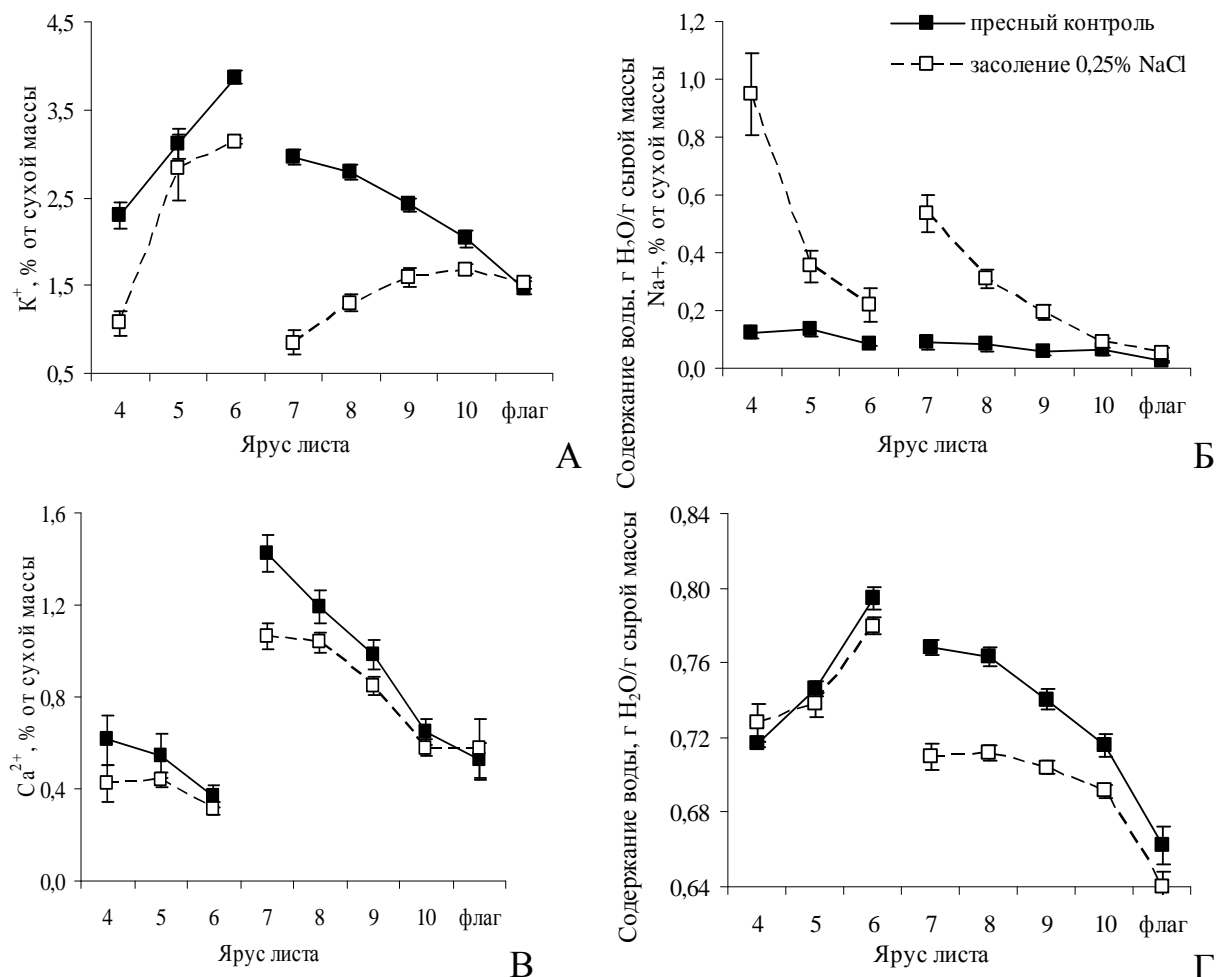 4,5
3,5
2,5
1,5
0,5
K⁺, % от сухой массы
4 5 6 7 8 9 10 флаг
Ярус листа
А
1,2
1,0
0,8
0,6
0,4
0,2
0,0
Содержание воды, г H₂O/г сырой массы
Na+, % от сухой массы
пресный контроль
засоление 0,25% NaCl
4 5 6 7 8 9 10 флаг
Ярус листа
Б
1,6
1,2
0,8
0,4
0,0
Ca²⁺, % от сухой массы
4 5 6 7 8 9 10 флаг
Ярус листа
В
0,84
0,80
0,76
0,72
0,68
0,64
Содержание воды, г H₂O/г сырой массы
4 5 6 7 8 9 10 флаг
Ярус листа
Г